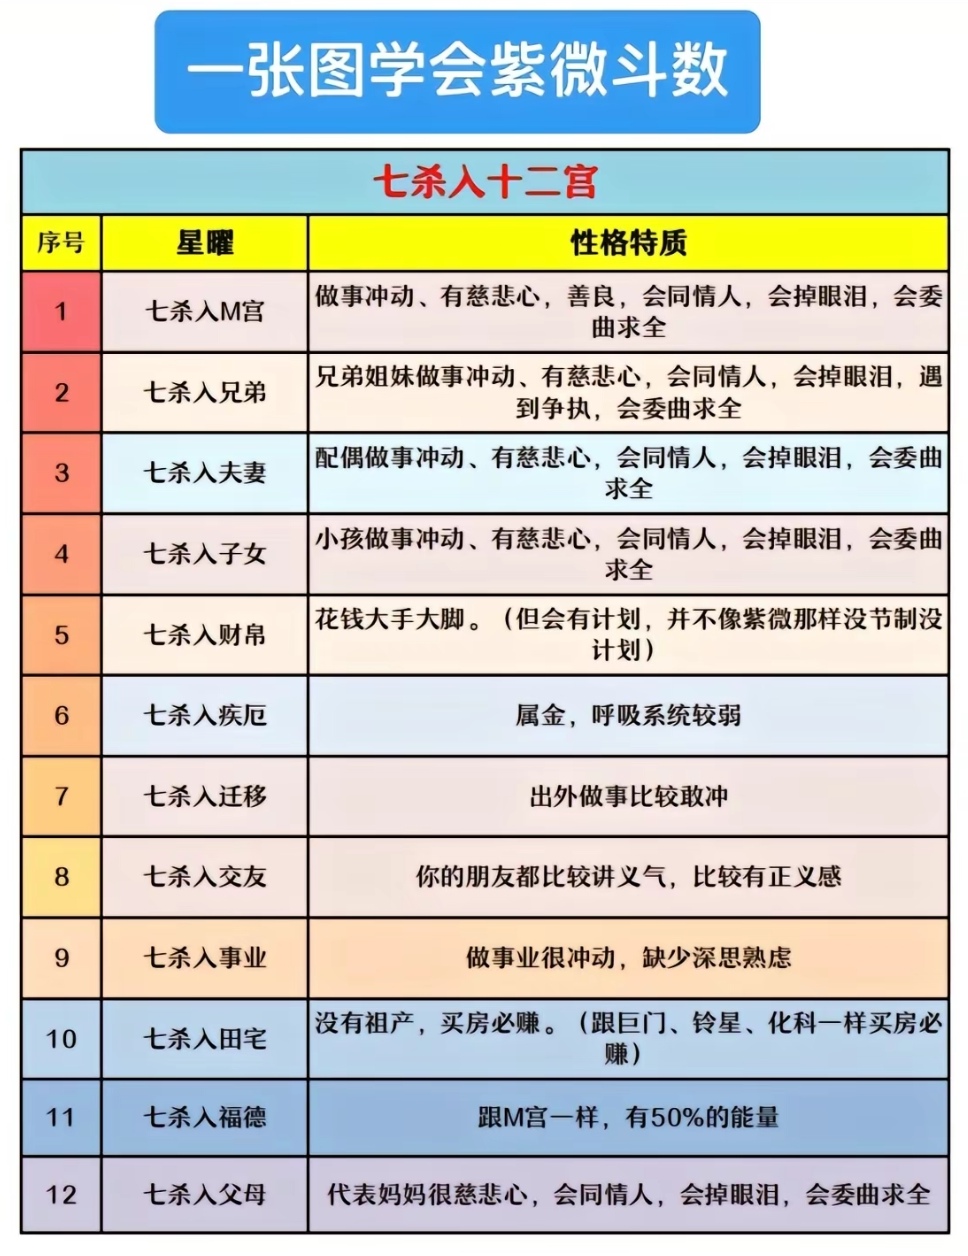 一张图学会紫微斗数
七杀入十二宫
序号 星曜 性格特质
1 七杀入M宫 做事冲动、有慈悲心，善良，会同情人，会掉眼泪，会委
曲求全
2 七杀入兄弟 兄弟姐妹做事冲动、有慈悲心，会同情人，会掉眼泪，遇
到争执，会委曲求全
3 七杀入夫妻 配偶做事冲动、有慈悲心，会同情人，会掉眼泪，会委曲
求全
4 七杀入子女 小孩做事冲动、有慈悲心，会同情人，会掉眼泪，会委曲
求全
5 七杀入财帛 花钱大手大脚。（但会有计划，并不像紫微那样没节制没
计划）
6 七杀入疾厄 属金，呼吸系统较弱
7 七杀入迁移 出外做事比较敢冲
8 七杀入交友 你的朋友都比较讲义气，比较有正义感
9 七杀入事业 做事业很冲动，缺少深思熟虑
10 七杀入田宅 没有祖产，买房必赚。（跟巨门、铃星、化科一样买房必
赚）
11 七杀入福德 跟M宫一样，有50%的能量
12 七杀入父母 代表妈妈很慈悲心，会同情人，会掉眼泪，会委曲求全